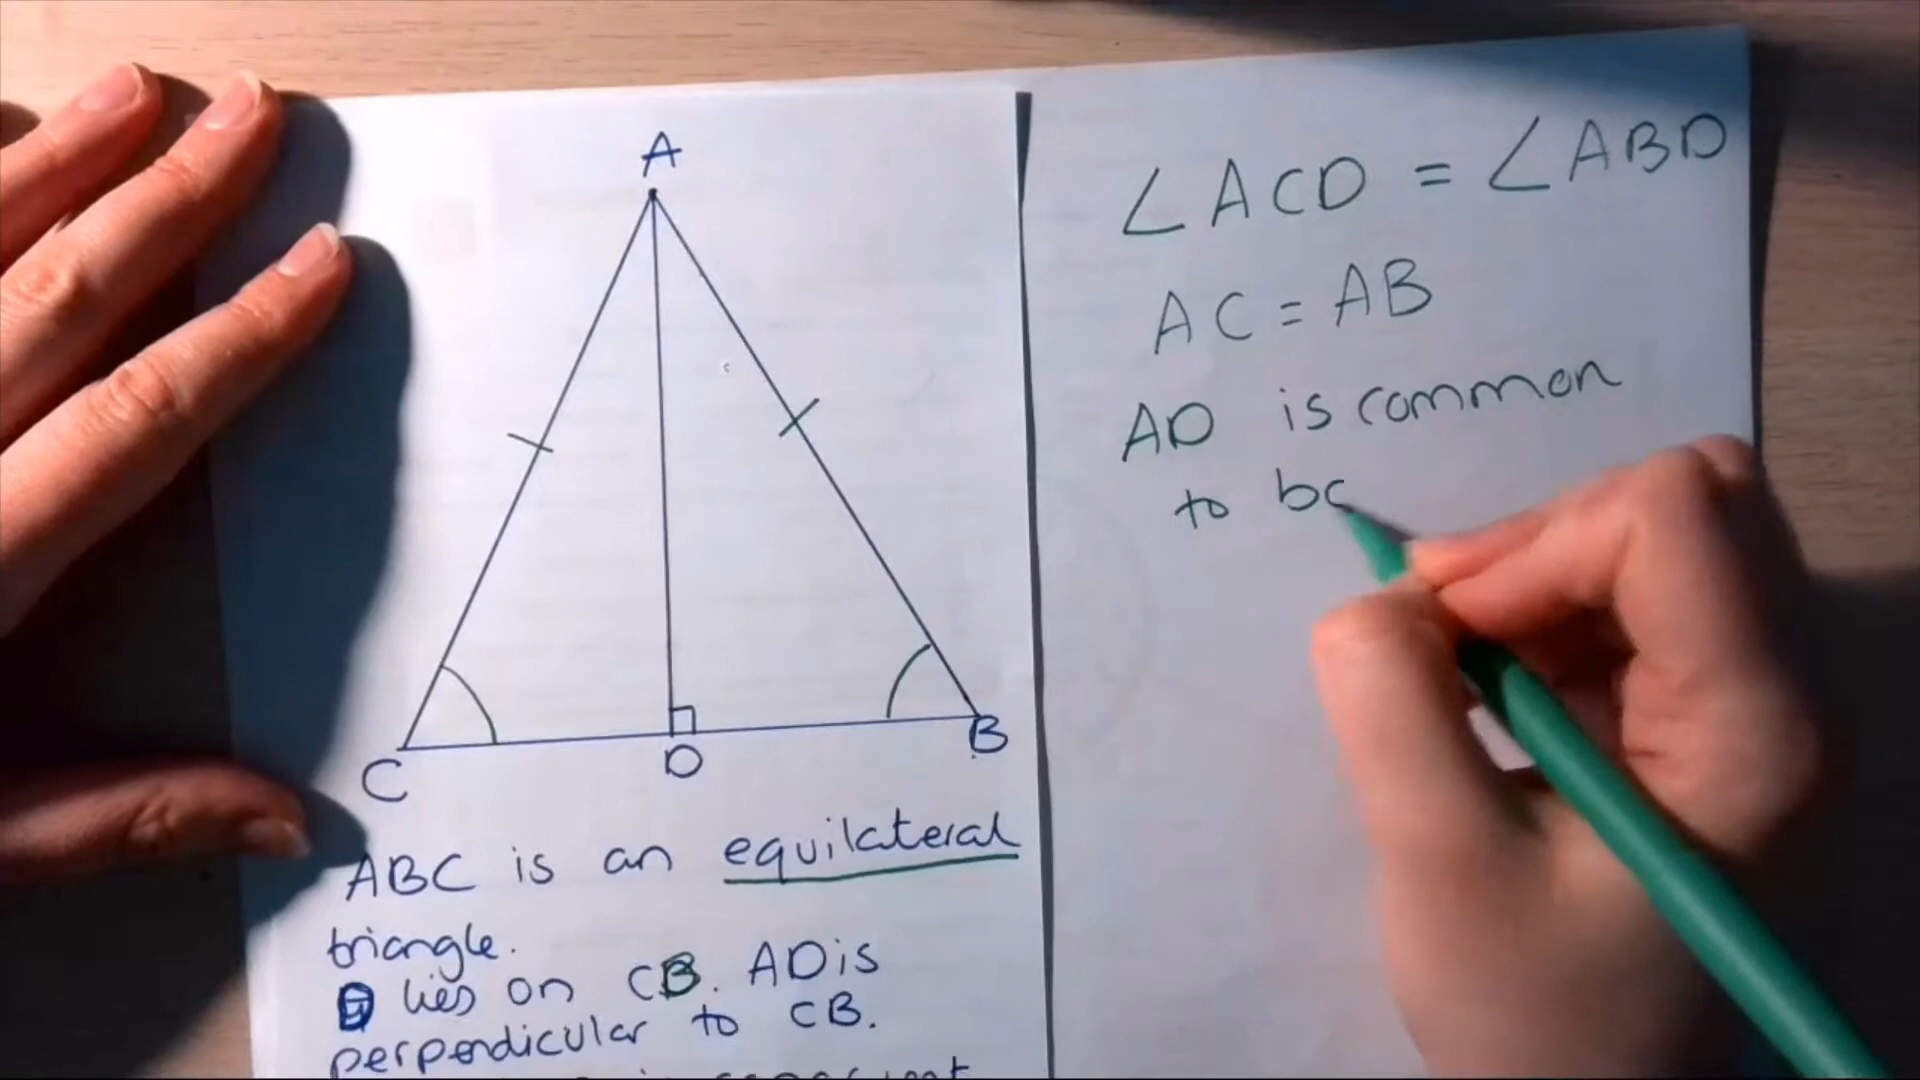 A
C
D
B
ABC is an equilateral
triangle.
D lies on CB. AD is
perpendicular to CB.
∠ACD = ∠ABD
AC = AB
AD is common
to bo